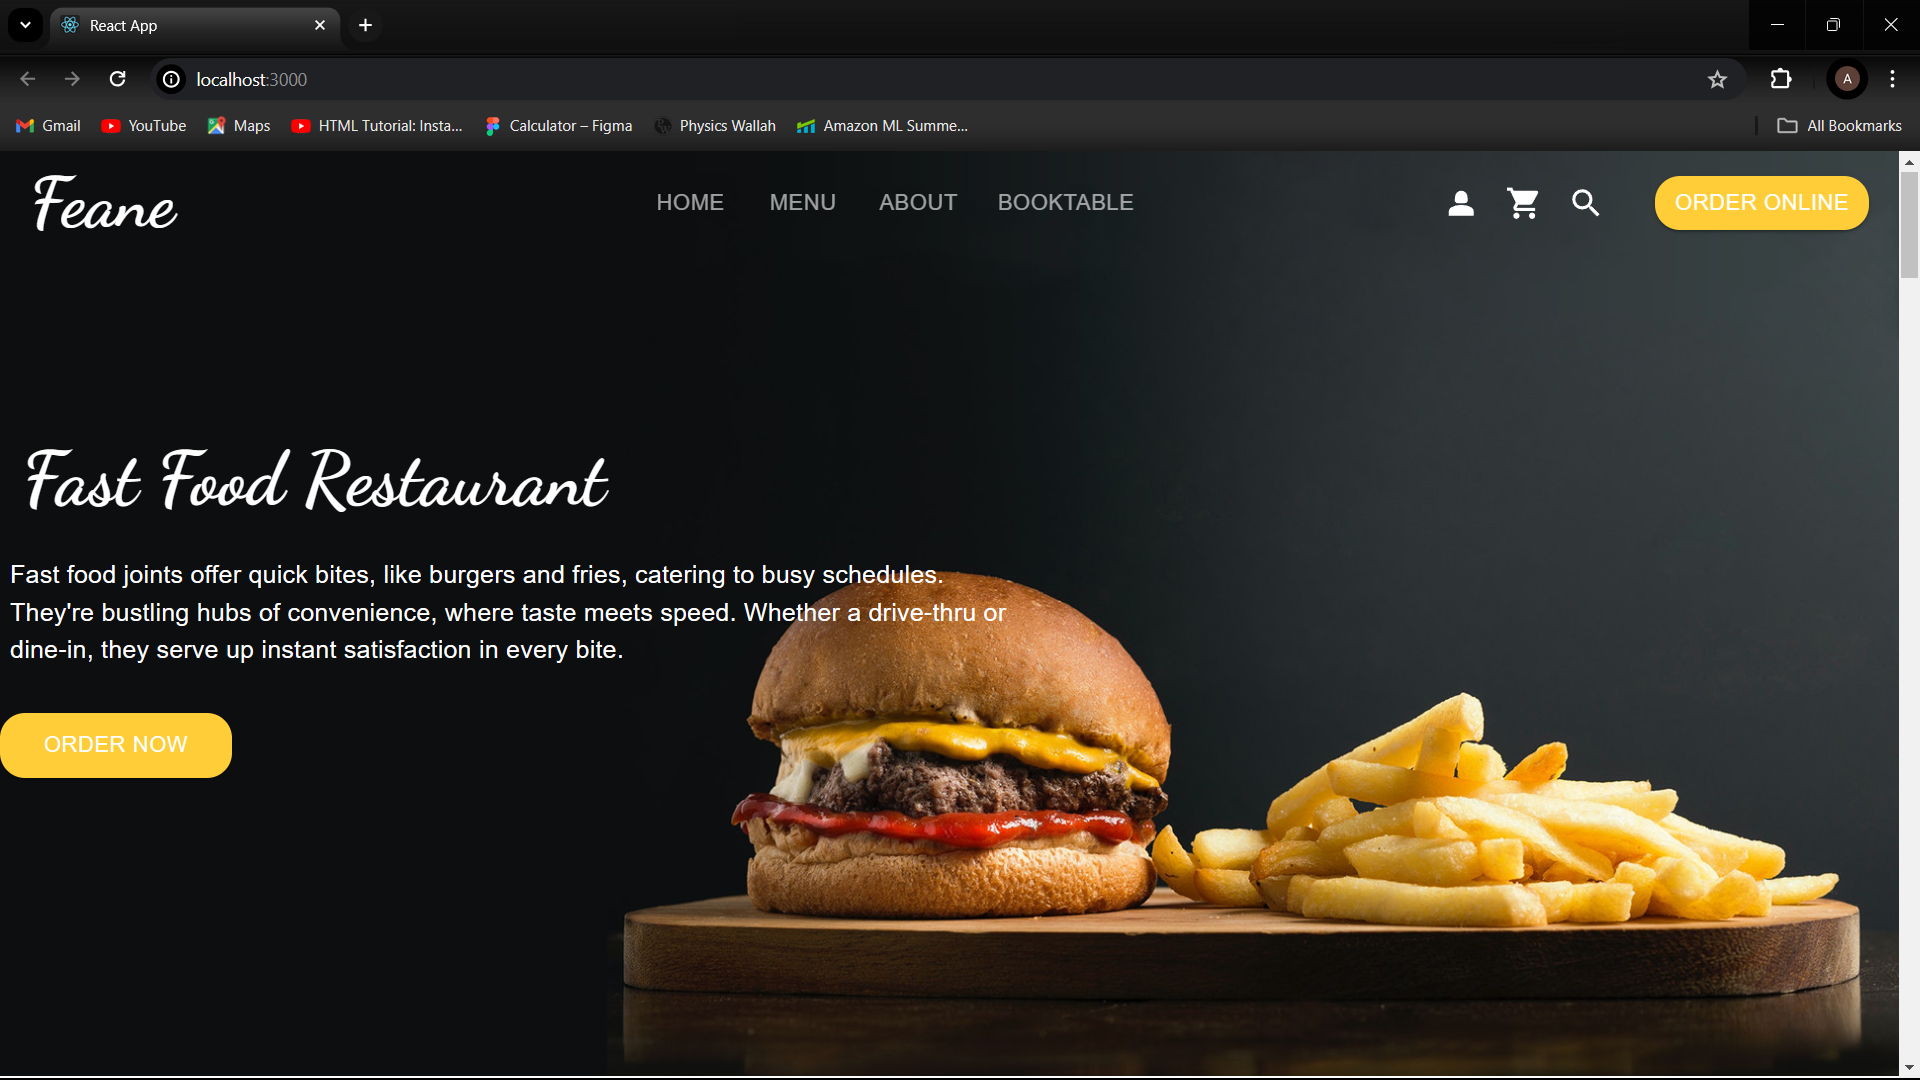 React App
localhost:3000
A
Gmail
YouTube
Maps
HTML Tutorial: Insta...
Calculator – Figma
Physics Wallah
Amazon ML Summe...
All Bookmarks
Feane
HOME
MENU
ABOUT
BOOKTABLE
ORDER ONLINE
Fast Food Restaurant
Fast food joints offer quick bites, like burgers and fries, catering to busy schedules.
They're bustling hubs of convenience, where taste meets speed. Whether a drive-thru or
dine-in, they serve up instant satisfaction in every bite.
ORDER NOW